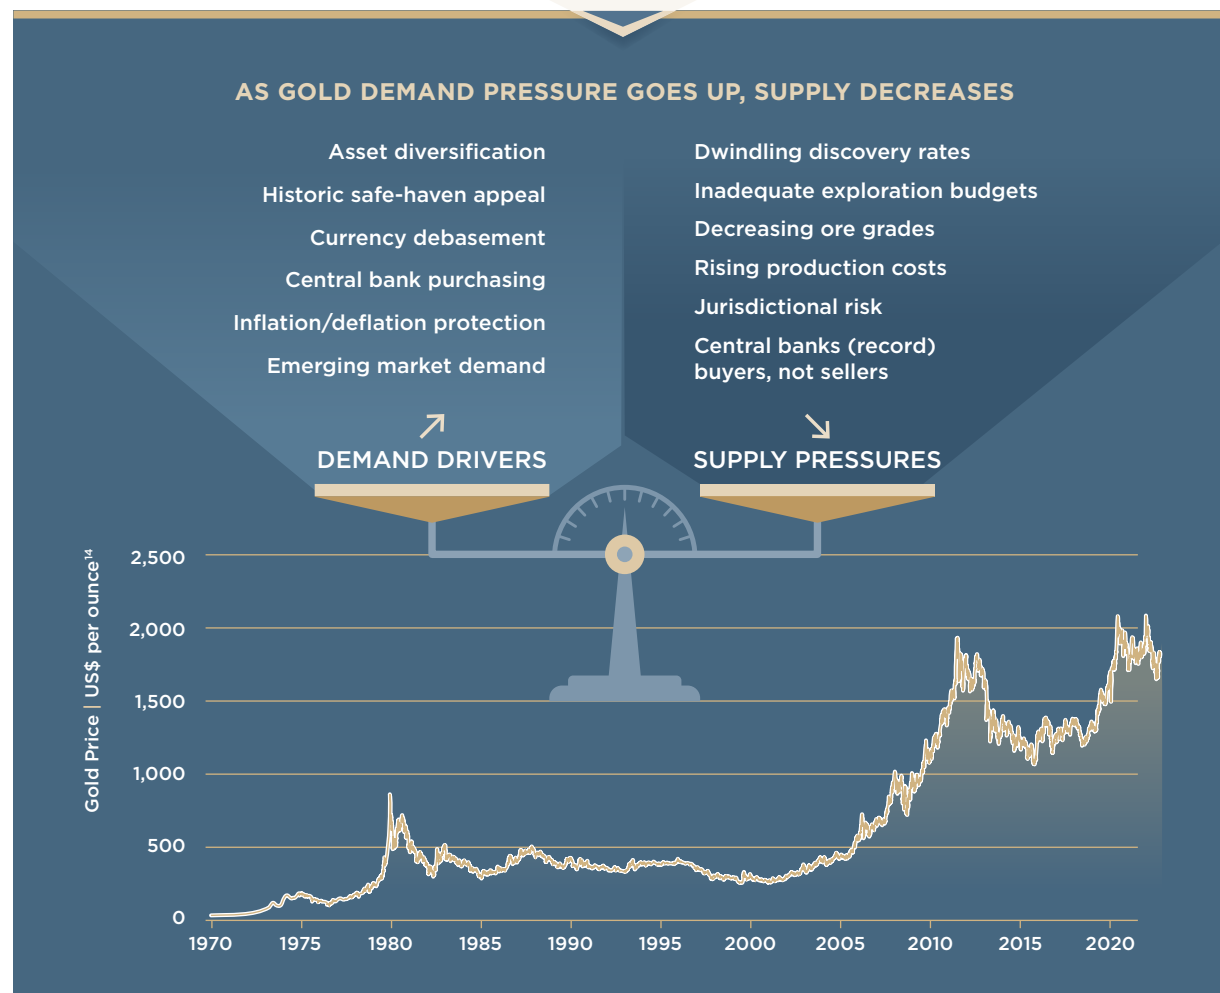 AS GOLD DEMAND PRESSURE GOES UP, SUPPLY DECREASES
Asset diversification
Historic safe-haven appeal
Currency debasement
Central bank purchasing
Inflation/deflation protection
Emerging market demand
DEMAND DRIVERS
Dwindling discovery rates
Inadequate exploration budgets
Decreasing ore grades
Rising production costs
Jurisdictional risk
Central banks (record)
buyers, not sellers
SUPPLY PRESSURES
Gold Price | US$ per ounce¹⁴
2,500
2,000
1,500
1,000
500
0
1970 1975 1980 1985 1990 1995 2000 2005 2010 2015 2020